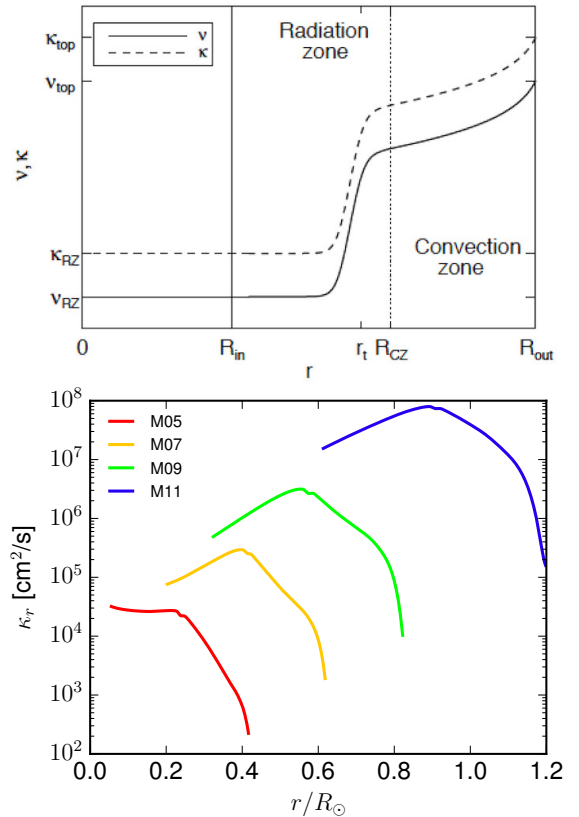 κtop
νtop
ν, κ
κRZ
νRZ
ν
κ
Radiation
zone
Convection
zone
0
Rin
rt
RCZ
Rout
r
10^8
10^7
10^6
10^5
10^4
10^3
10^2
κr [cm^2/s]
M05
M07
M09
M11
0.0
0.2
0.4
0.6
0.8
1.0
1.2
r/R⊙